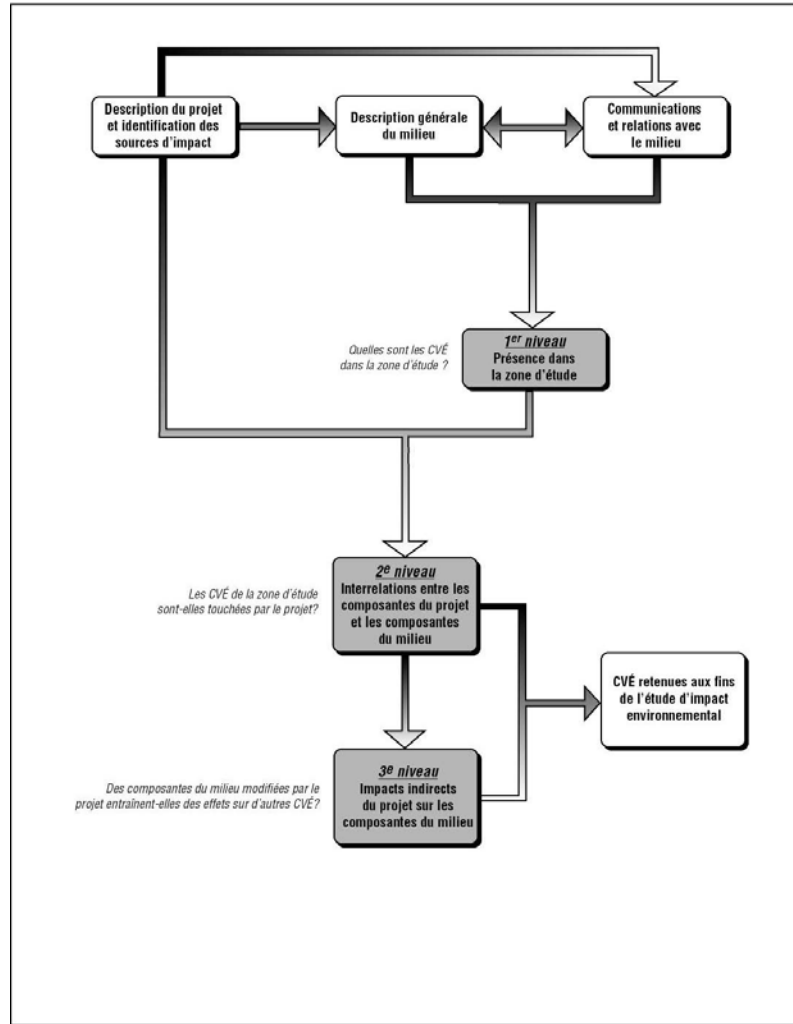 Description du projet
et identification des
sources d'impact
Description générale
du milieu
Communications
et relations avec
le milieu
Quelles sont les CVÉ
dans la zone d'étude ?
1er niveau
Présence dans
la zone d'étude
Les CVÉ de la zone d'étude
sont-elles touchées par le projet?
2e niveau
Interrelations entre les
composantes du projet
et les composantes
du milieu
CVÉ retenues aux fins
de l'étude d'impact
environnemental
Des composantes du milieu modifiées par le
projet entraînent-elles des effets sur d'autres CVÉ?
3e niveau
Impacts indirects
du projet sur les
composantes du milieu